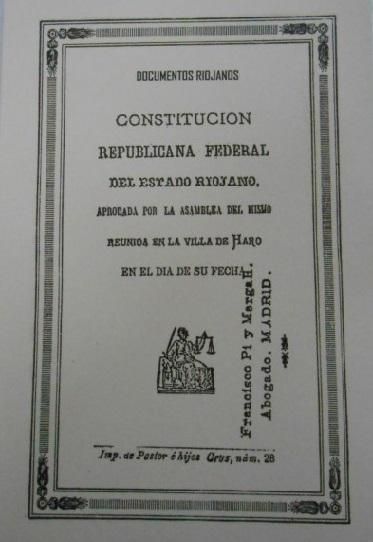 DOCUMENTOS RIOJANOS
CONSTITUCION
REPUBLICANA FEDERAL
DEL ESTADO RIOJANO.
APROCADA POR LA ASAMBLEA DEL MISMO
REUNIDA EN LA VILLA DE HARO
EN EL DIA DE SU FECHA
Francisco Pi y Margall.
Abogado. MADRID.
Imp. de Pastor é hijos Cruz, núm. 28